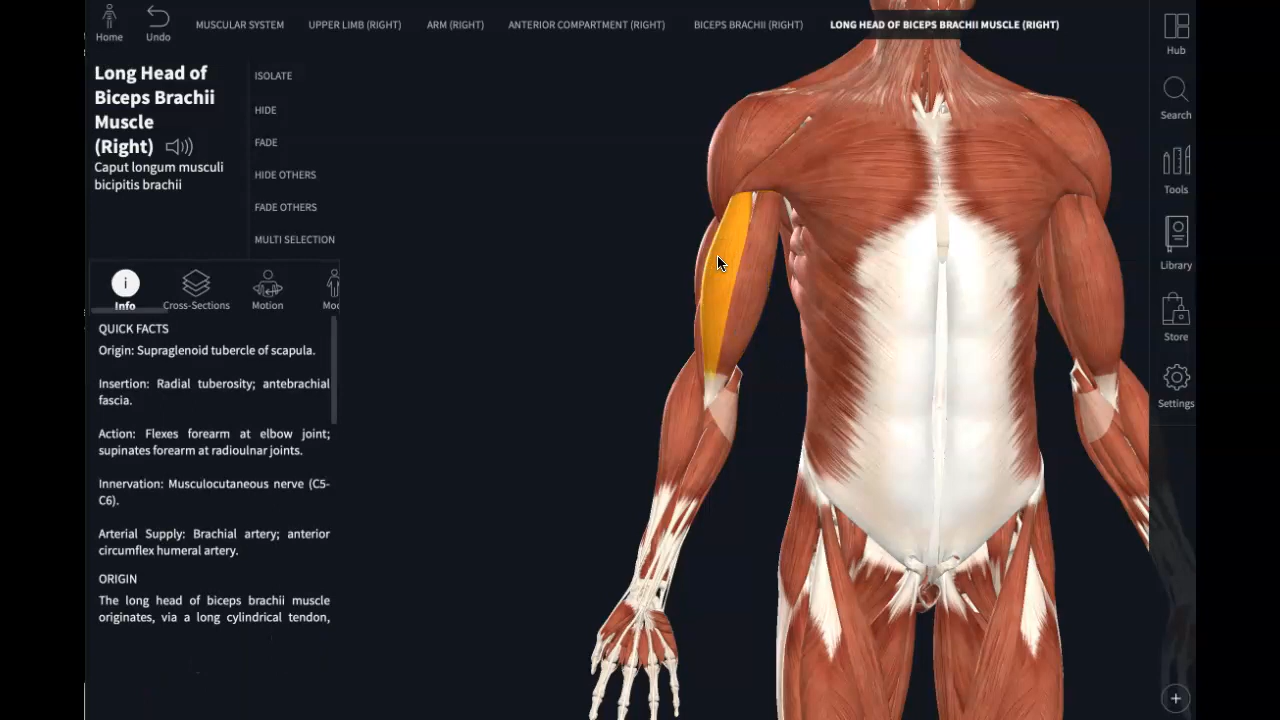 Home
Undo
MUSCULAR SYSTEM
UPPER LIMB (RIGHT)
ARM (RIGHT)
ANTERIOR COMPARTMENT (RIGHT)
BICEPS BRACHII (RIGHT)
LONG HEAD OF BICEPS BRACHII MUSCLE (RIGHT)
Long Head of
Biceps Brachii
Muscle
(Right)
Caput longum musculi
bicipitis brachii
ISOLATE
HIDE
FADE
HIDE OTHERS
FADE OTHERS
MULTI SELECTION
Info
Cross-Sections
Motion
QUICK FACTS
Origin: Supraglenoid tubercle of scapula.
Insertion: Radial tuberosity; antebrachial
fascia.
Action: Flexes forearm at elbow joint;
supinates forearm at radioulnar joints.
Innervation: Musculocutaneous nerve (C5-
C6).
Arterial Supply: Brachial artery; anterior
circumflex humeral artery.
ORIGIN
The long head of biceps brachii muscle
originates, via a long cylindrical tendon,
Hub
Search
Tools
Library
Store
Settings